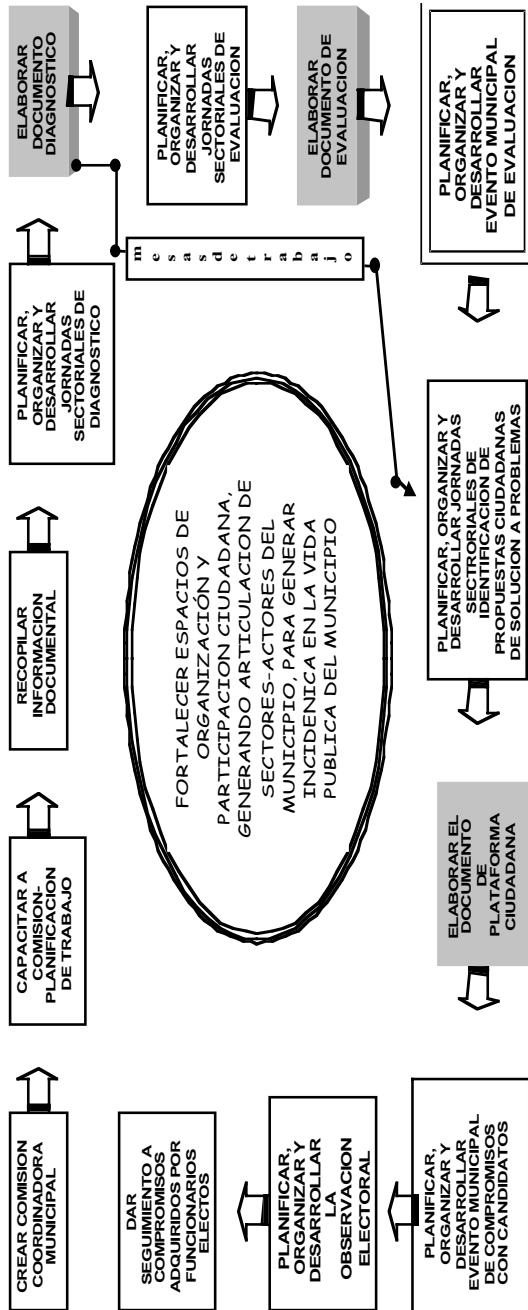 CREAR COMISION
COORDINADORA
MUNICIPAL
CAPACITAR A
COMISION-
PLANIFICACION
DE TRABAJO
RECOPILAR
INFORMACION
DOCUMENTAL
PLANIFICAR,
ORGANIZAR Y
DESARROLLAR
JORNADAS
SECTORIALES DE
DIAGNOSTICO
ELABORAR
DOCUMENTO
DIAGNOSTICO
mesasdetrabajo
PLANIFICAR,
ORGANIZAR Y
DESARROLLAR
JORNADAS
SECTORIALES DE
EVALUACION
ELABORAR
DOCUMENTO DE
EVALUACION
PLANIFICAR,
ORGANIZAR Y
DESARROLLAR
EVENTO MUNICIPAL
DE EVALUACION
PLANIFICAR, ORGANIZAR Y
DESARROLLAR JORNADAS
SECTRORIALES DE
IDENTIFICACION DE
PROPUESTAS CIUDADANAS
DE SOLUCION A PROBLEMAS
ELABORAR EL
DOCUMENTO
DE
PLATAFORMA
CIUDADANA
PLANIFICAR,
ORGANIZAR Y
DESARROLLAR
EVENTO MUNICIPAL
DE COMPROMISOS
CON CANDIDATOS
PLANIFICAR,
ORGANIZAR Y
DESARROLLAR
LA
OBSERVACION
ELECTORAL
DAR
SEGUIMIENTO A
COMPROMISOS
ADQUIRIDOS POR
FUNCIONARIOS
ELECTOS
FORTALECER ESPACIOS DE
ORGANIZACIÓN Y
PARTICIPACION CIUDADANA,
GENERANDO ARTICULACION DE
SECTORES-ACTORES DEL
MUNICIPIO, PARA GENERAR
INCIDENICA EN LA VIDA
PUBLICA DEL MUNICIPIO